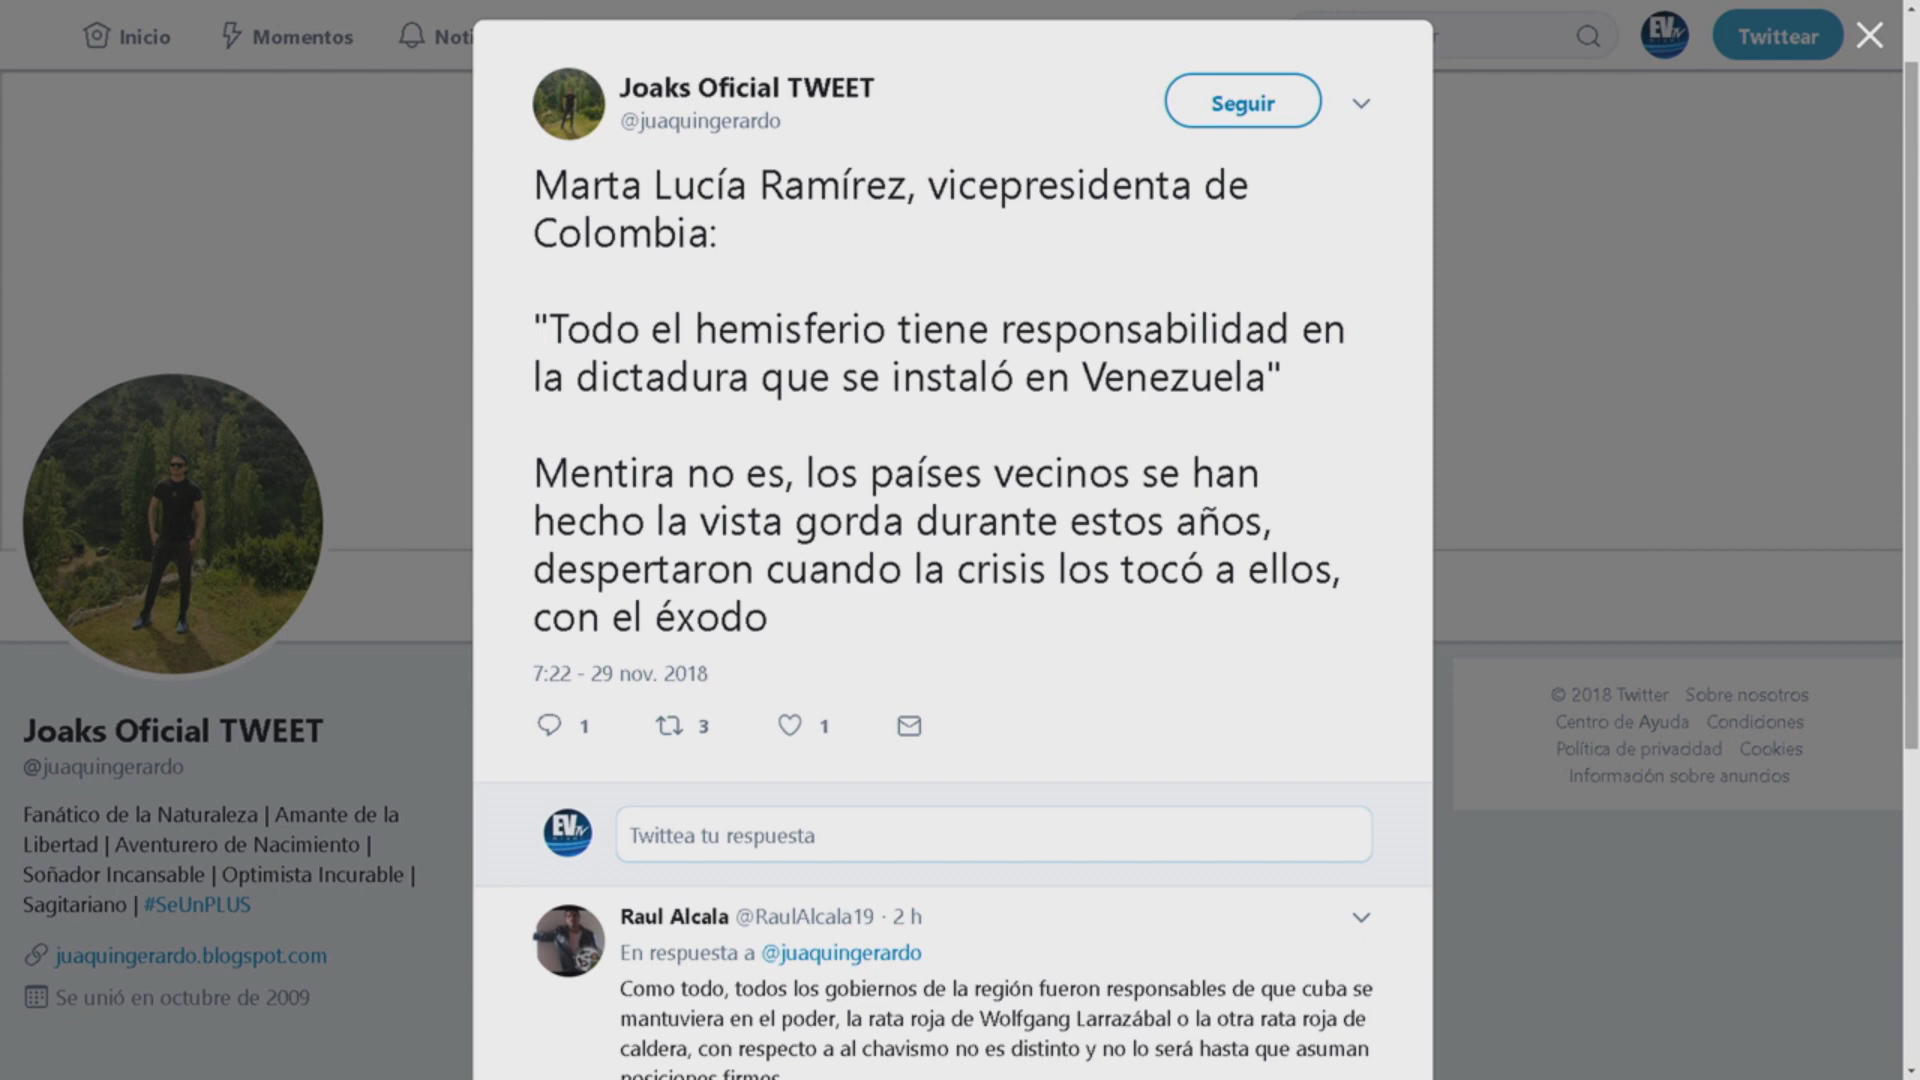 Inicio
Momentos
Noti
r
EVtv
Twittear
Joaks Oficial TWEET
@juaquingerardo
Seguir
Marta Lucía Ramírez, vicepresidenta de
Colombia:
"Todo el hemisferio tiene responsabilidad en
la dictadura que se instaló en Venezuela"
Mentira no es, los países vecinos se han
hecho la vista gorda durante estos años,
despertaron cuando la crisis los tocó a ellos,
con el éxodo
7:22 - 29 nov. 2018
1 3 1
EVtv
Twittea tu respuesta
Raul Alcala @RaulAlcala19 · 2 h
En respuesta a @juaquingerardo
Como todo, todos los gobiernos de la región fueron responsables de que cuba se
mantuviera en el poder, la rata roja de Wolfgang Larrazábal o la otra rata roja de
caldera, con respecto a al chavismo no es distinto y no lo será hasta que asuman
posiciones firmes
Joaks Oficial TWEET
@juaquingerardo
Fanático de la Naturaleza | Amante de la
Libertad | Aventurero de Nacimiento |
Soñador Incansable | Optimista Incurable |
Sagitariano | #SeUnPLUS
juaquingerardo.blogspot.com
Se unió en octubre de 2009
© 2018 Twitter Sobre nosotros
Centro de Ayuda Condiciones
Política de privacidad Cookies
Información sobre anuncios